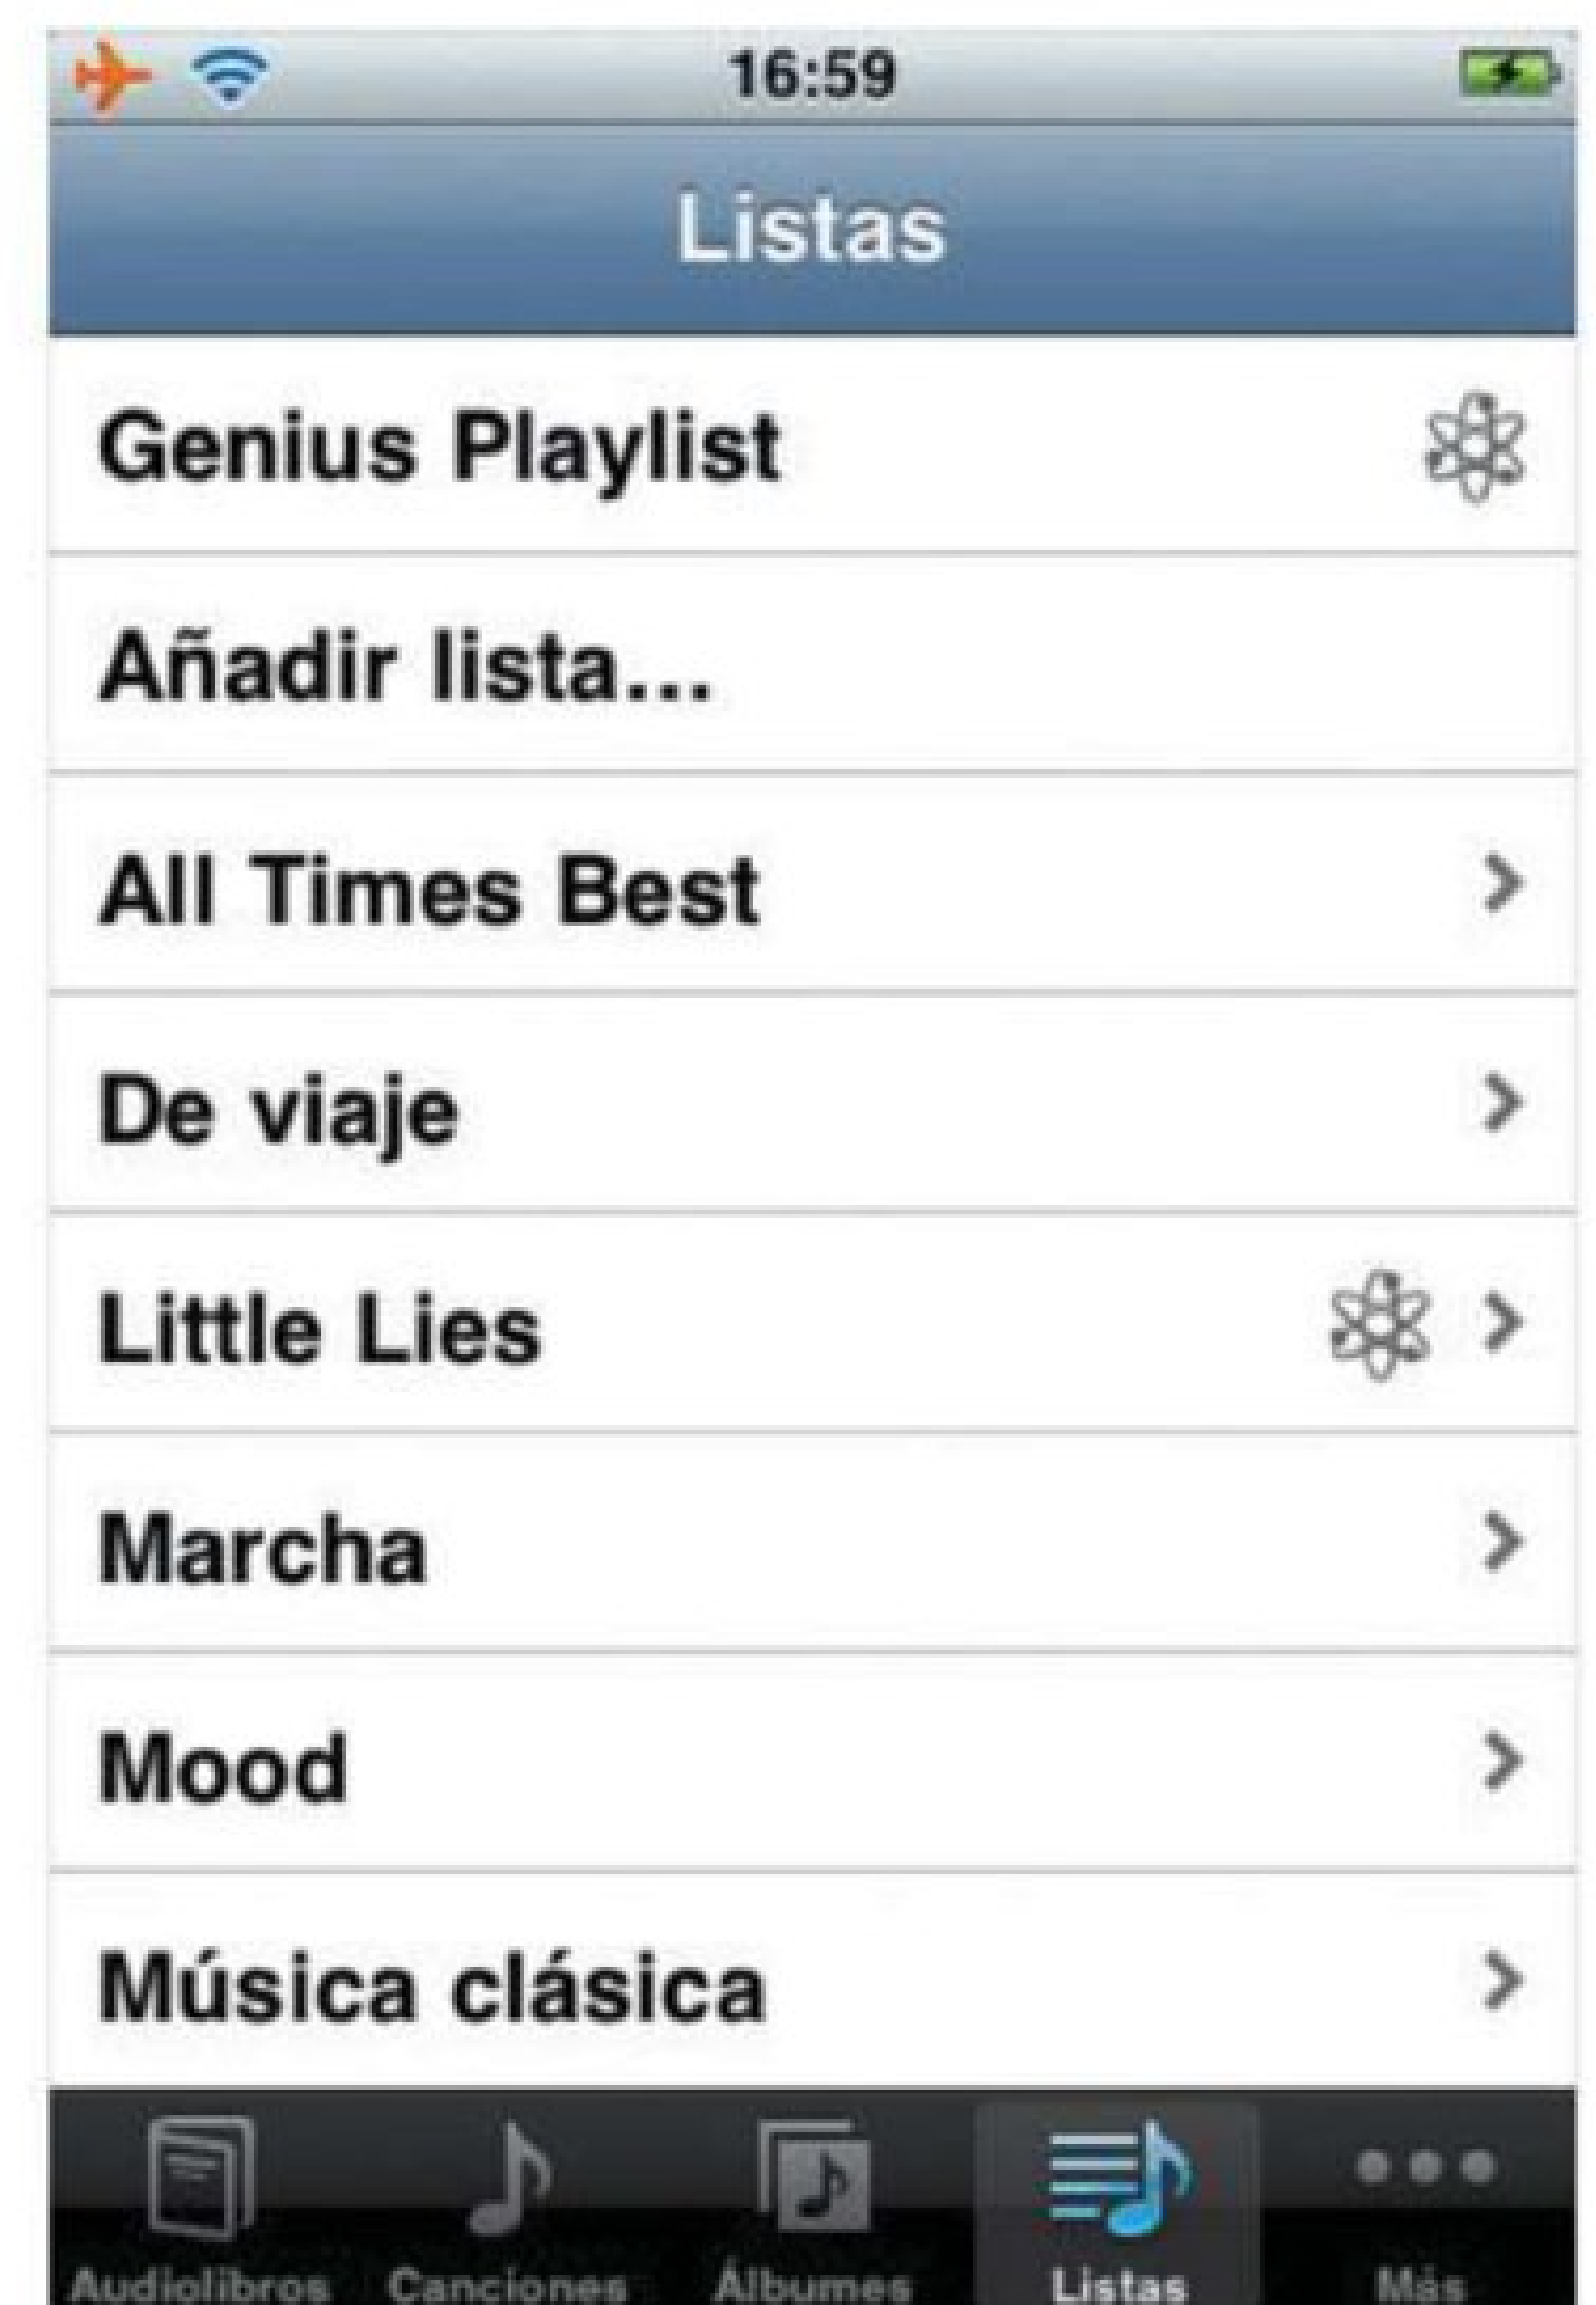 16:59
Listas
Genius Playlist
Añadir lista...
All Times Best
De viaje
Little Lies
Marcha
Mood
Música clásica
Audiolibros Canciones Álbumes Listas Más